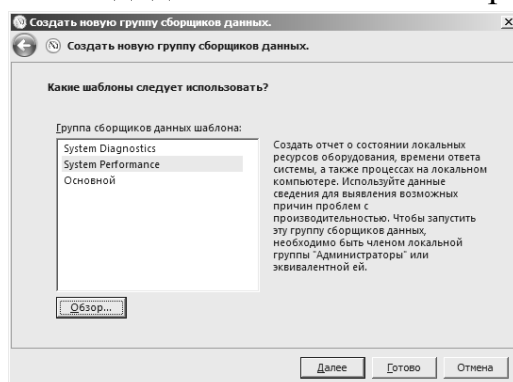 Создать новую группу сборщиков данных.
Создать новую группу сборщиков данных.
Какие шаблоны следует использовать?
Группа сборщиков данных шаблона:
System Diagnostics
System Performance
Основной
Создать отчет о состоянии локальных
ресурсов оборудования, времени ответа
системы, а также процессах на локальном
компьютере. Используйте данные
сведения для выявления возможных
причин проблем с
производительностью. Чтобы запустить
эту группу сборщиков данных,
необходимо быть членом локальной
группы "Администраторы" или
эквивалентной ей.
Обзор...
Далее
Готово
Отмена